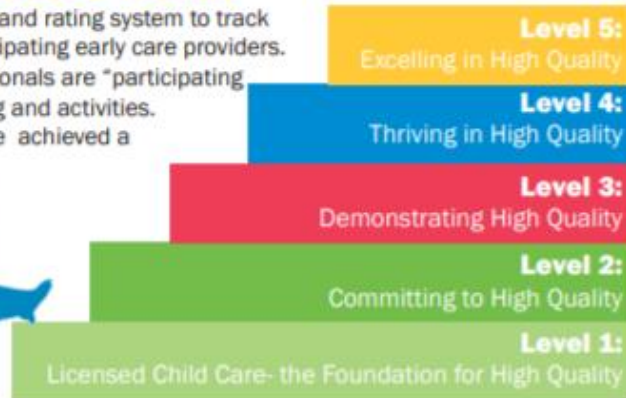 and rating system to track
ipating early care providers.
onals are “participating
g and activities.
e achieved a
Level 5:
Excelling in High Quality
Level 4:
Thriving in High Quality
Level 3:
Demonstrating High Quality
Level 2:
Committing to High Quality
Level 1:
Licensed Child Care- the Foundation for High Quality